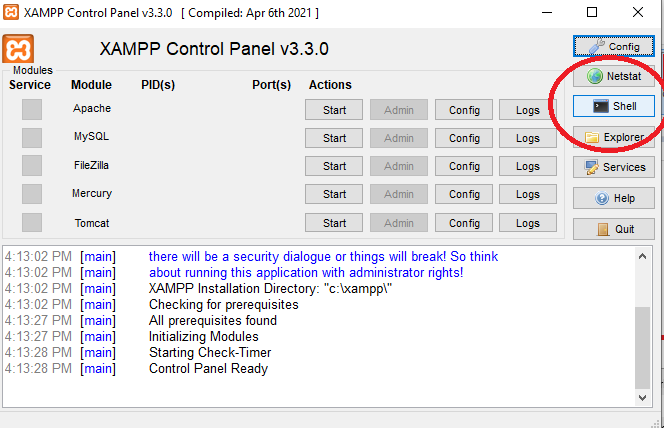 XAMPP Control Panel v3.3.0 [ Compiled: Apr 6th 2021 ]
XAMPP Control Panel v3.3.0
Config
Modules
Service Module PID(s) Port(s) Actions
Netstat
Apache Start Admin Config Logs
Shell
MySQL Start Admin Config Logs
Explorer
FileZilla Start Admin Config Logs
Services
Mercury Start Admin Config Logs
Help
Tomcat Start Admin Config Logs
Quit
4:13:02 PM [main] there will be a security dialogue or things will break! So think
4:13:02 PM [main] about running this application with administrator rights!
4:13:02 PM [main] XAMPP Installation Directory: "c:\xampp\"
4:13:02 PM [main] Checking for prerequisites
4:13:27 PM [main] All prerequisites found
4:13:27 PM [main] Initializing Modules
4:13:28 PM [main] Starting Check-Timer
4:13:28 PM [main] Control Panel Ready